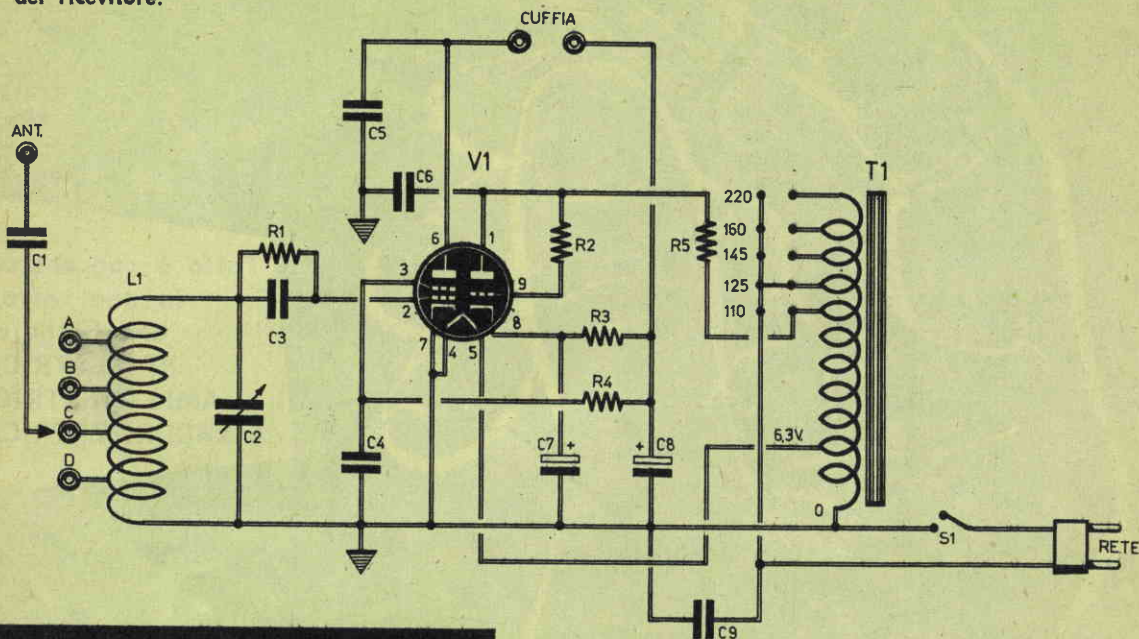 del ricevitore.
CUFFIA
ANT.
C5
V1
T1
C6
220
160
145
125
110
R1
6
1
R2
R5
C1
L1
3
2
9
8
C3
7
4
5
R3
A
B
C
D
R4
C2
C4
C7
+
+
C8
6,3V.
0
S1
RETE
C9